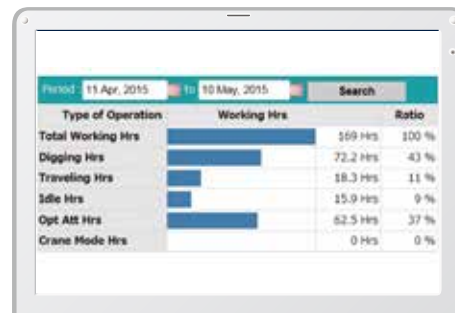 Period : 11 Apr, 2015 to 10 May, 2015 Search
Type of Operation Working Hrs Ratio
Total Working Hrs 169 Hrs 100 %
Digging Hrs 72.2 Hrs 43 %
Traveling Hrs 18.3 Hrs 11 %
Idle Hrs 15.9 Hrs 9 %
Opt Att Hrs 62.5 Hrs 37 %
Crane Mode Hrs 0 Hrs 0 %